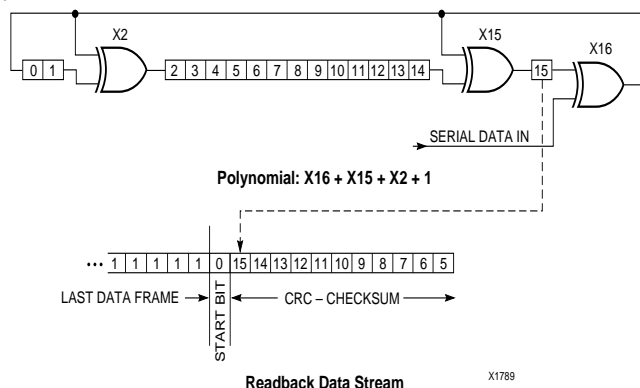 X2
X15
X16
0 1
2 3 4 5 6 7 8 9 10 11 12 13 14
15
SERIAL DATA IN
Polynomial: X16 + X15 + X2 + 1
••• 1 1 1 1 1 0 15 14 13 12 11 10 9 8 7 6 5
LAST DATA FRAME
START BIT
CRC – CHECKSUM
Readback Data Stream
X1789